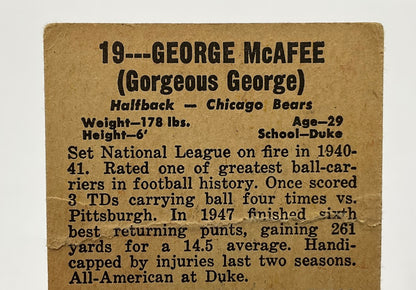 19---GEORGE McAFEE
(Gorgeous George)
Halfback — Chicago Bears
Weight—178 lbs. Age—29
Height—6' School—Duke
Set National League on fire in 1940-
41. Rated one of greatest ball-car-
riers in football history. Once scored
3 TDs carrying ball four times vs.
Pittsburgh. In 1947 finished sixth
best returning punts, gaining 261
yards for a 14.5 average. Handi-
capped by injuries last two seasons.
All-American at Duke.